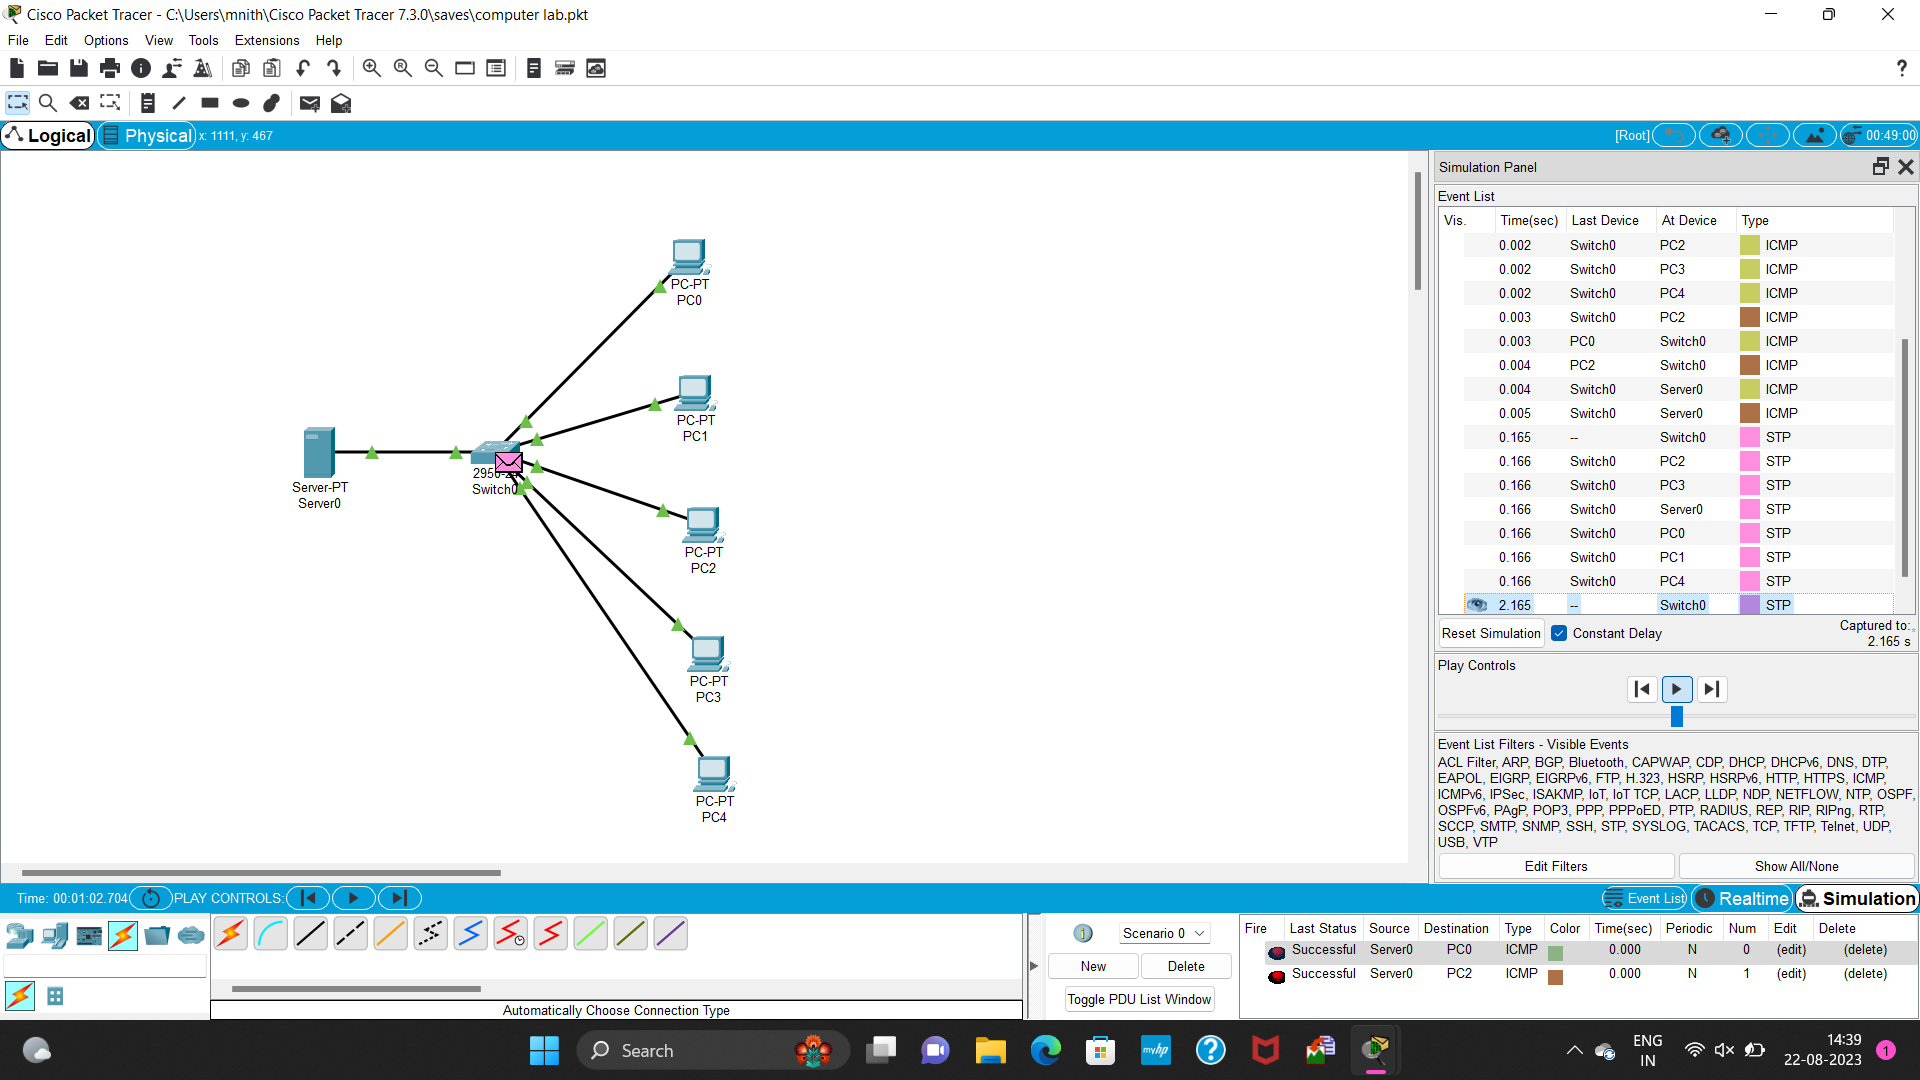 Cisco Packet Tracer - C:\Users\mnith\Cisco Packet Tracer 7.3.0\saves\computer lab.pkt
File Edit Options View Tools Extensions Help
?
Logical Physical x: 1111, y: 467 [Root] 00:49:00
PC-PT
PC0
PC-PT
PC1
Server-PT
Server0
Switch0
PC-PT
PC2
PC-PT
PC3
PC-PT
PC4
Simulation Panel
Event List
Vis. Time(sec) Last Device At Device Type
0.002 Switch0 PC2 ICMP
0.002 Switch0 PC3 ICMP
0.002 Switch0 PC4 ICMP
0.003 Switch0 PC2 ICMP
0.003 PC0 Switch0 ICMP
0.004 PC2 Switch0 ICMP
0.004 Switch0 Server0 ICMP
0.005 Switch0 Server0 ICMP
0.165 -- Switch0 STP
0.166 Switch0 PC2 STP
0.166 Switch0 PC3 STP
0.166 Switch0 Server0 STP
0.166 Switch0 PC0 STP
0.166 Switch0 PC1 STP
0.166 Switch0 PC4 STP
2.165 -- Switch0 STP
Reset Simulation Constant Delay Captured to:
2.165 s
Play Controls
Event List Filters - Visible Events
ACL Filter, ARP, BGP, Bluetooth, CAPWAP, CDP, DHCP, DHCPv6, DNS, DTP,
EAPOL, EIGRP, EIGRPv6, FTP, H.323, HSRP, HSRPv6, HTTP, HTTPS, ICMP,
ICMPv6, IPSec, ISAKMP, IoT, IoT TCP, LACP, LLDP, NDP, NETFLOW, NTP, OSPF,
OSPFv6, PAgP, POP3, PPP, PPPoED, PTP, RADIUS, REP, RIP, RIPng, RTP,
SCCP, SMTP, SNMP, SSH, STP, SYSLOG, TACACS, TCP, TFTP, Telnet, UDP,
USB, VTP
Edit Filters Show All/None
Time: 00:01:02.704 PLAY CONTROLS: Event List Realtime Simulation
Automatically Choose Connection Type
Scenario 0
New Delete
Toggle PDU List Window
Fire Last Status Source Destination Type Color Time(sec) Periodic Num Edit Delete
Successful Server0 PC0 ICMP 0.000 N 0 (edit) (delete)
Successful Server0 PC2 ICMP 0.000 N 1 (edit) (delete)
Search
myhp
?
ENG
IN
14:39
22-08-2023
1